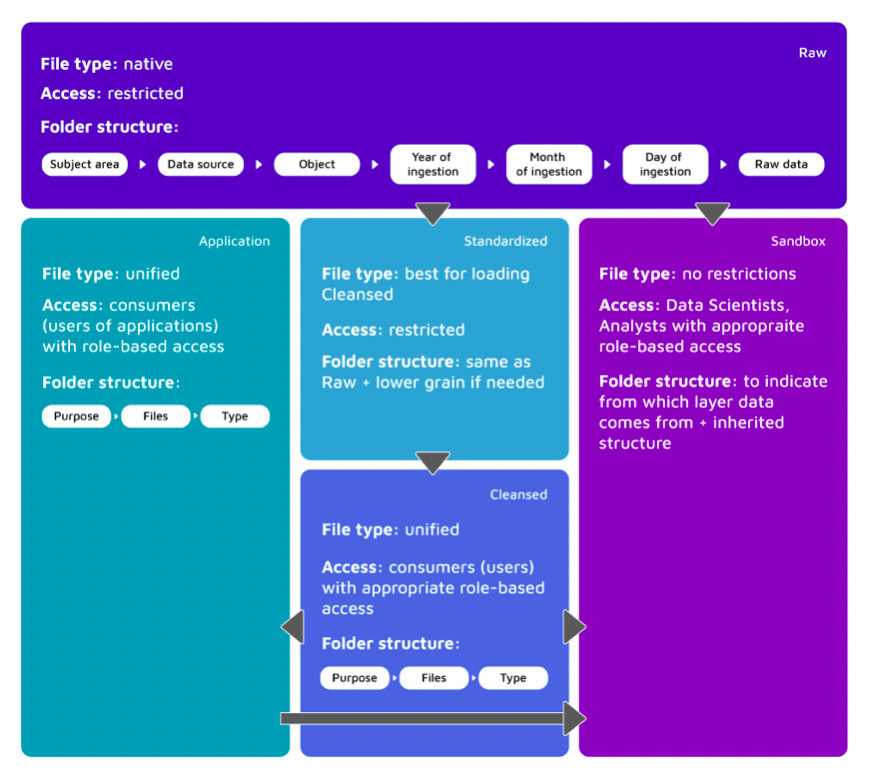 Raw
File type: native
Access: restricted
Folder structure:
Subject area
Data source
Object
Year of
ingestion
Month
of ingestion
Day of
ingestion
Raw data
Application
File type: unified
Access: consumers
(users of applications)
with role-based access
Folder structure:
Purpose
Files
Type
Standardized
File type: best for loading
Cleansed
Access: restricted
Folder structure: same as
Raw + lower grain if needed
Cleansed
File type: unified
Access: consumers (users)
with appropriate role-based
access
Folder structure:
Purpose
Files
Type
Sandbox
File type: no restrictions
Access: Data Scientists,
Analysts with appropraite
role-based access
Folder structure: to indicate
from which layer data
comes from + inherited
structure